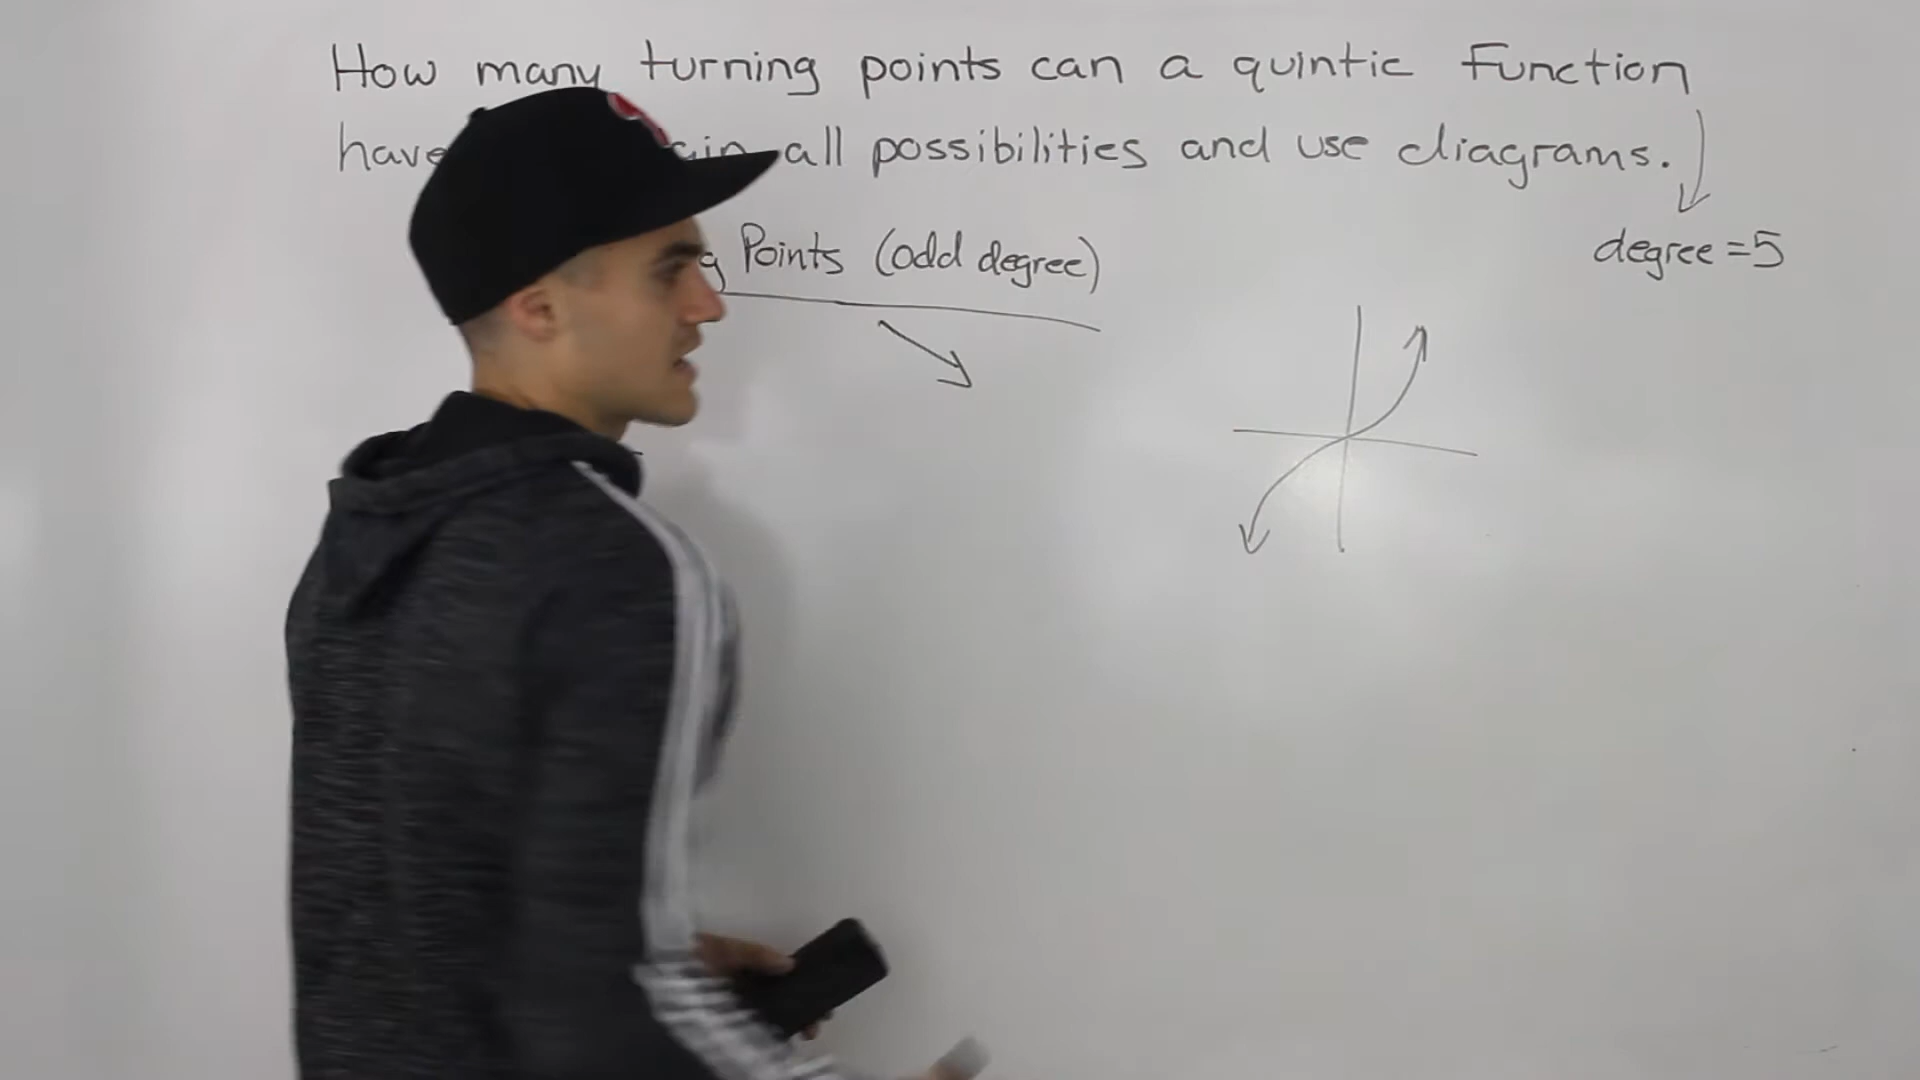 How many turning points can a quintic Function
have all possibilities and use diagrams.
Points (odd degree)
degree = 5